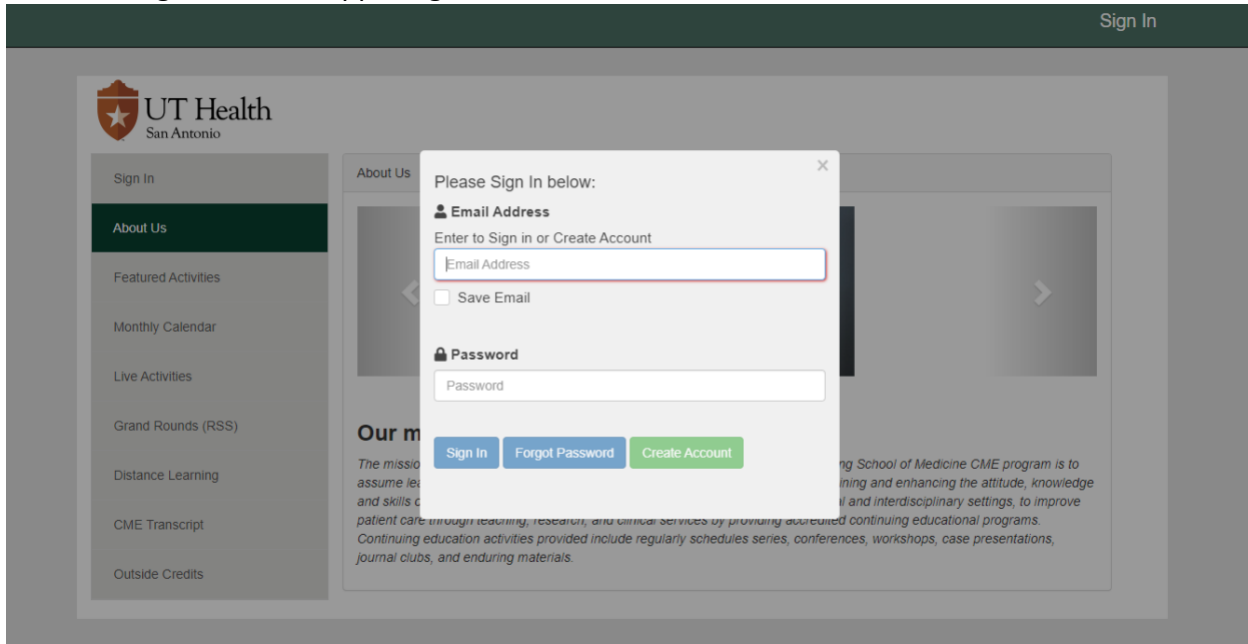 Sign In
UT Health
San Antonio
Sign In
About Us
Featured Activities
Monthly Calendar
Live Activities
Grand Rounds (RSS)
Distance Learning
CME Transcript
Outside Credits
About Us
×
Please Sign In below:
Email Address
Enter to Sign in or Create Account
Email Address
Save Email
Password
Password
Sign In Forgot Password Create Account
Our m
The missio ng School of Medicine CME program is to
assume lea ining and enhancing the attitude, knowledge
and skills o l and interdisciplinary settings, to improve
patient care through teaching, research, and clinical services by providing accredited continuing educational programs.
Continuing education activities provided include regularly schedules series, conferences, workshops, case presentations,
journal clubs, and enduring materials.